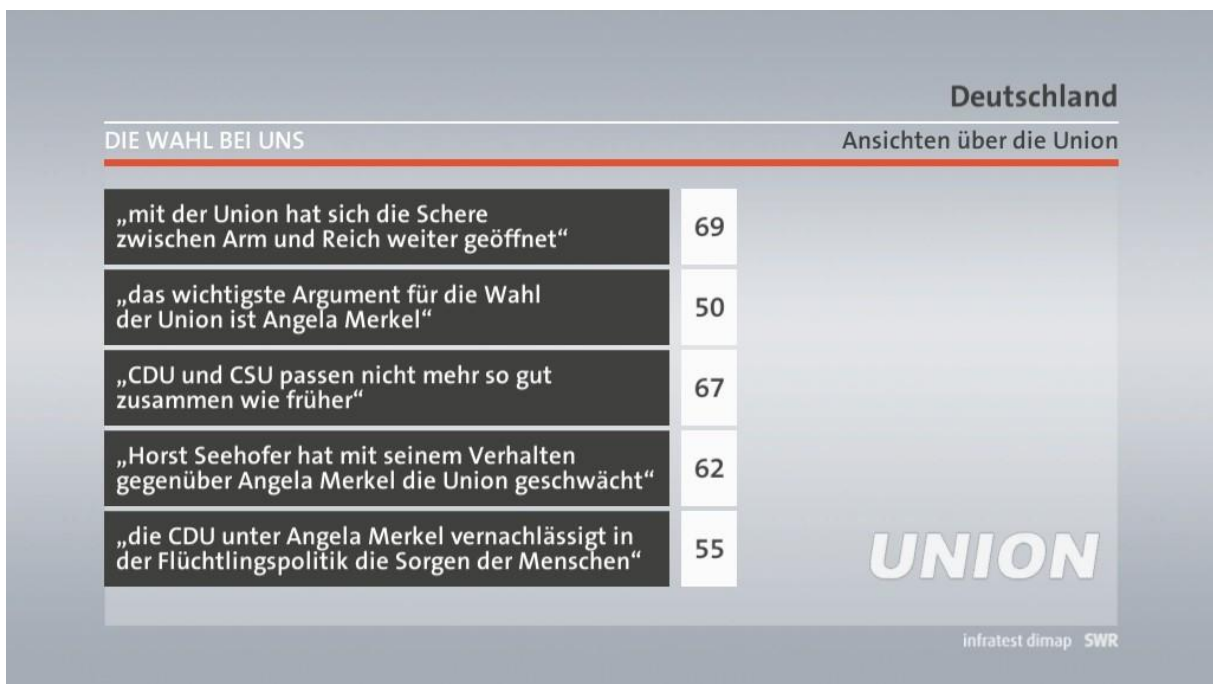 Deutschland
DIE WAHL BEI UNS
Ansichten über die Union
„mit der Union hat sich die Schere
zwischen Arm und Reich weiter geöffnet“
69
„das wichtigste Argument für die Wahl
der Union ist Angela Merkel“
50
„CDU und CSU passen nicht mehr so gut
zusammen wie früher“
67
„Horst Seehofer hat mit seinem Verhalten
gegenüber Angela Merkel die Union geschwächt“
62
„die CDU unter Angela Merkel vernachlässigt in
der Flüchtlingspolitik die Sorgen der Menschen“
55
UNION
infratest dimap SWR